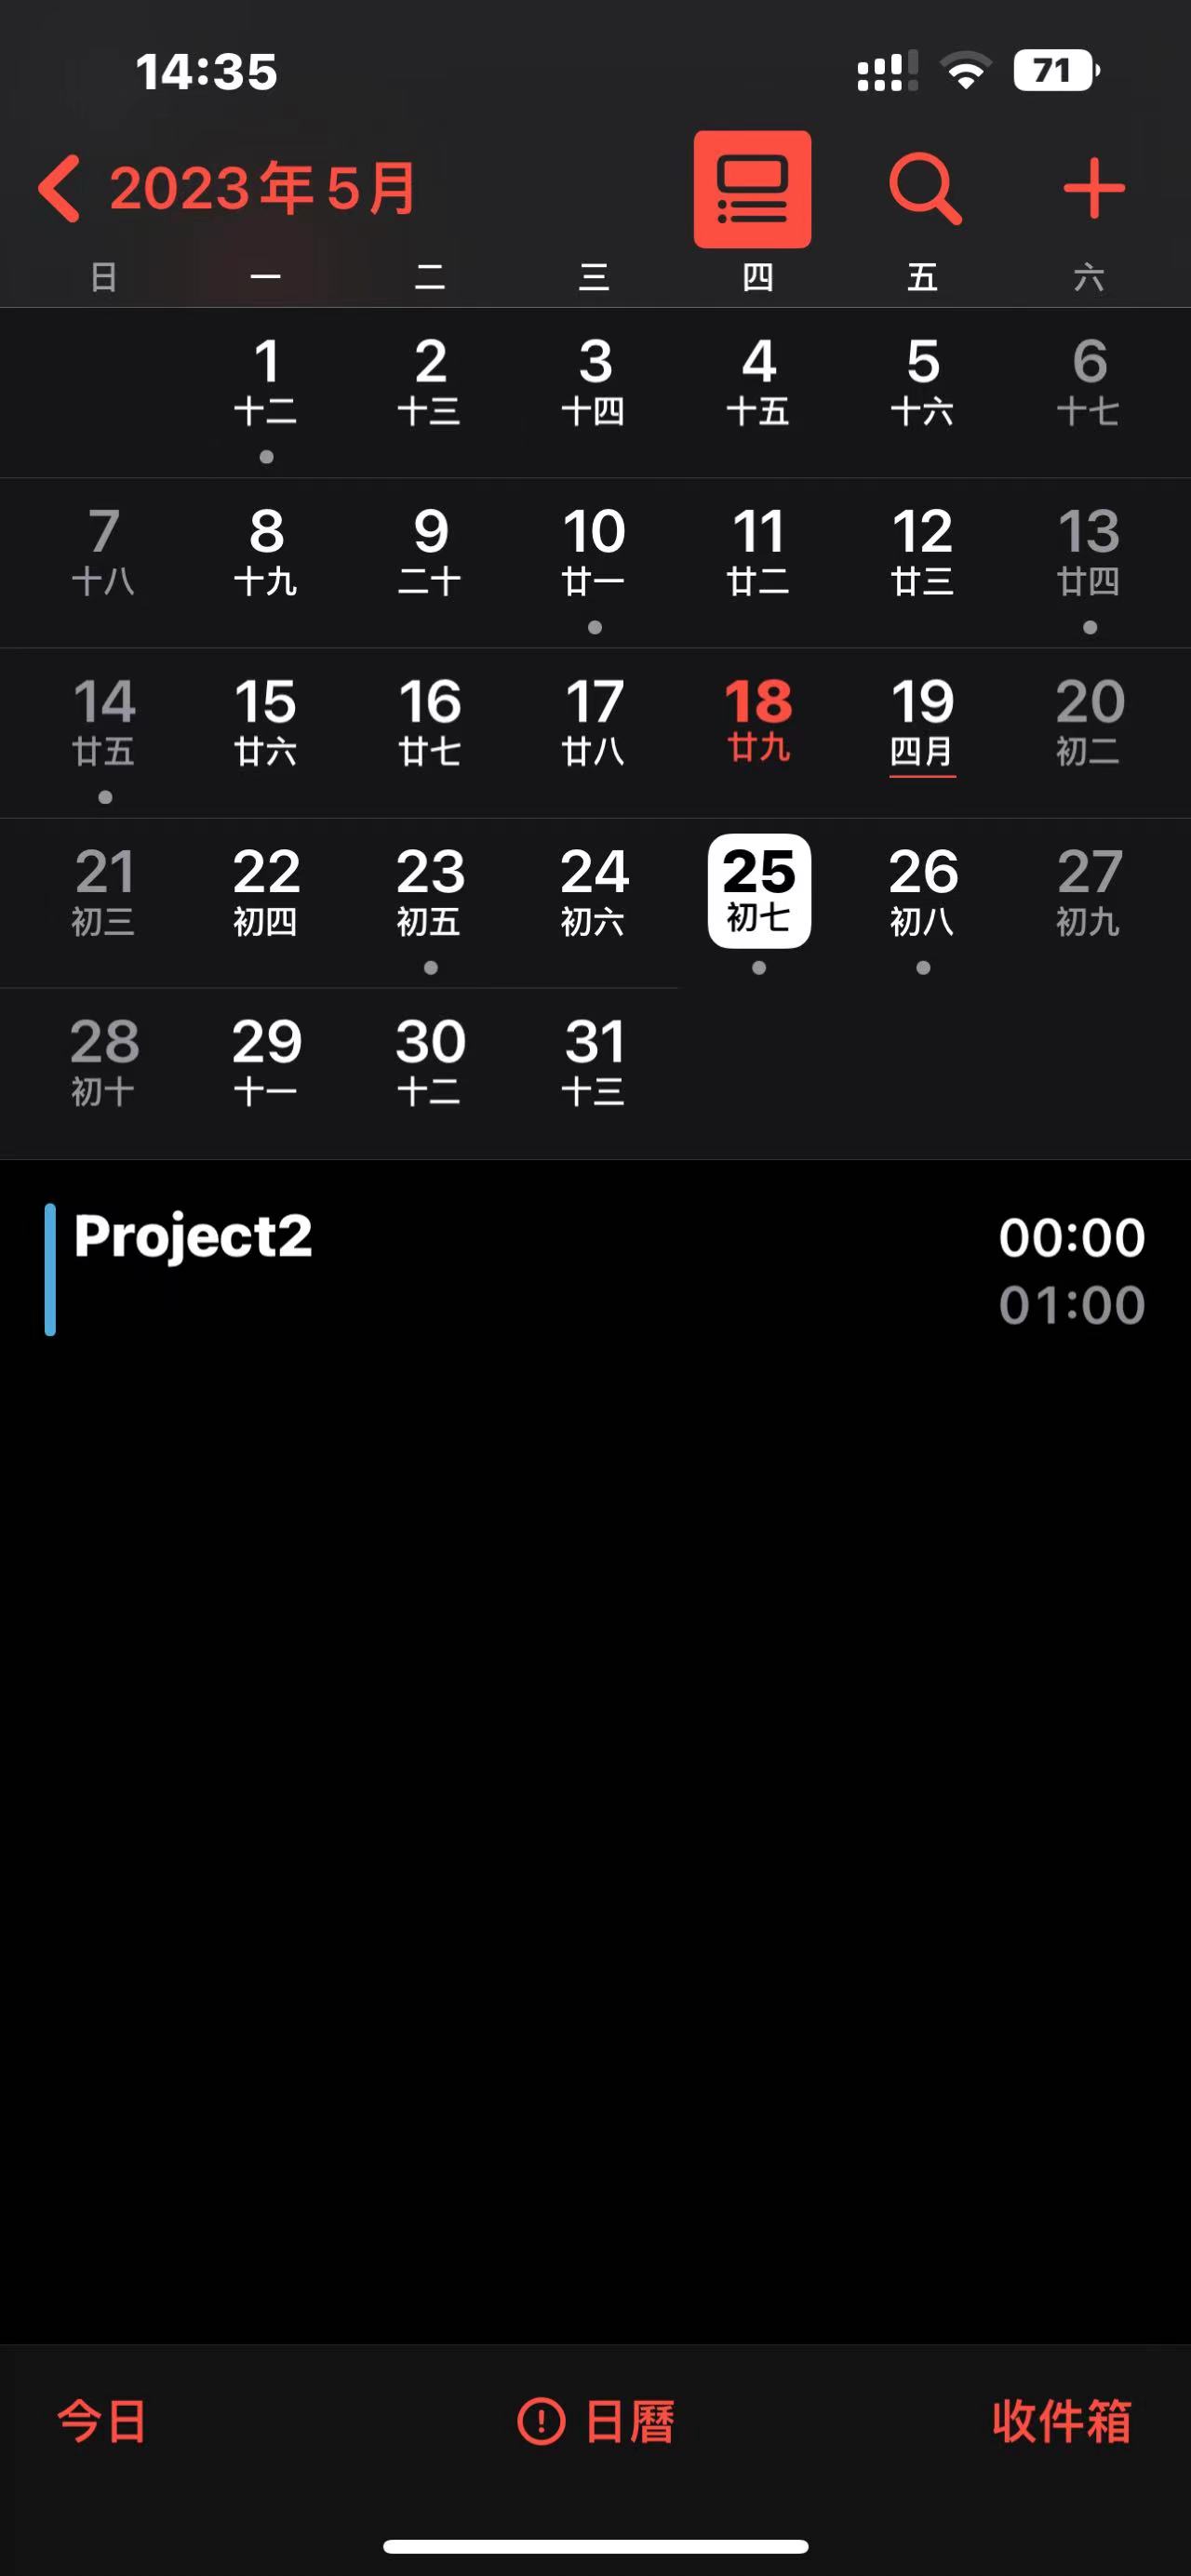 14:35
71
2023年5月
日 一 二 三 四 五 六
1 2 3 4 5 6
十二 十三 十四 十五 十六 十七
7 8 9 10 11 12 13
十八 十九 二十 廿一 廿二 廿三 廿四
14 15 16 17 18 19 20
廿五 廿六 廿七 廿八 廿九 四月 初二
21 22 23 24 25 26 27
初三 初四 初五 初六 初七 初八 初九
28 29 30 31
初十 十一 十二 十三
Project2 00:00
01:00
今日 日曆 收件箱